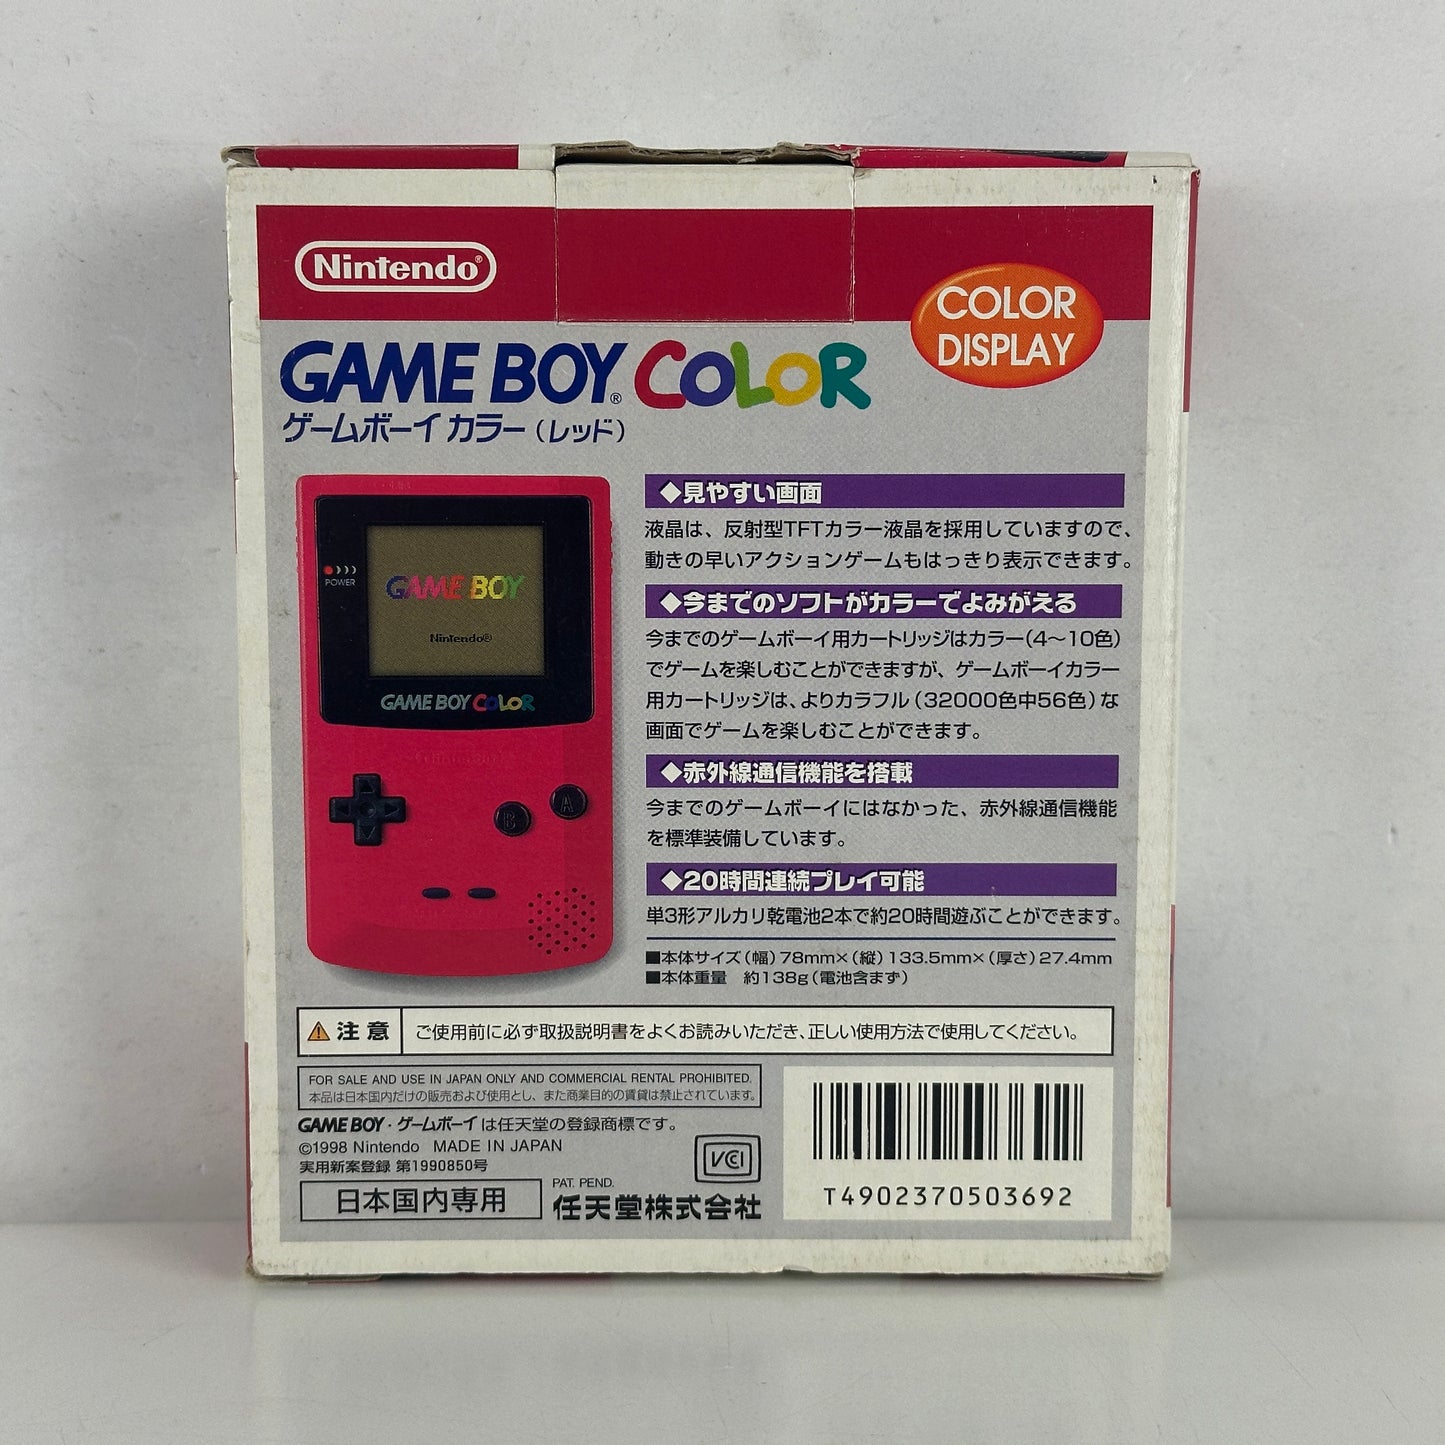 Nintendo®
COLOR
DISPLAY
GAME BOY® COLOR
ゲームボーイ カラー（レッド）
POWER
GAME BOY
Nintendo®
GAME BOY COLOR
B
A
◆見やすい画面
液晶は、反射型TFTカラー液晶を採用していますので、
動きの早いアクションゲームもはっきり表示できます。
◆今までのソフトがカラーでよみがえる
今までのゲームボーイ用カートリッジはカラー（4〜10色）
でゲームを楽しむことができますが、ゲームボーイカラー
用カートリッジは、よりカラフル（32000色中56色）な
画面でゲームを楽しむことができます。
◆赤外線通信機能を搭載
今までのゲームボーイにはなかった、赤外線通信機能
を標準装備しています。
◆20時間連続プレイ可能
単3形アルカリ乾電池2本で約20時間遊ぶことができます。
■本体サイズ（幅）78mm×（縦）133.5mm×（厚さ）27.4mm
■本体重量　約138g（電池含まず）
注意 ご使用前に必ず取扱説明書をよくお読みいただき、正しい使用方法で使用してください。
FOR SALE AND USE IN JAPAN ONLY AND COMMERCIAL RENTAL PROHIBITED.
本品は日本国内だけの販売および使用とし、また商業目的の賃貸は禁止されています。
GAME BOY・ゲームボーイは任天堂の登録商標です。
©1998 Nintendo MADE IN JAPAN
実用新案登録 第1990850号
VCI
日本国内専用
PAT. PEND.
任天堂株式会社
T4902370503692